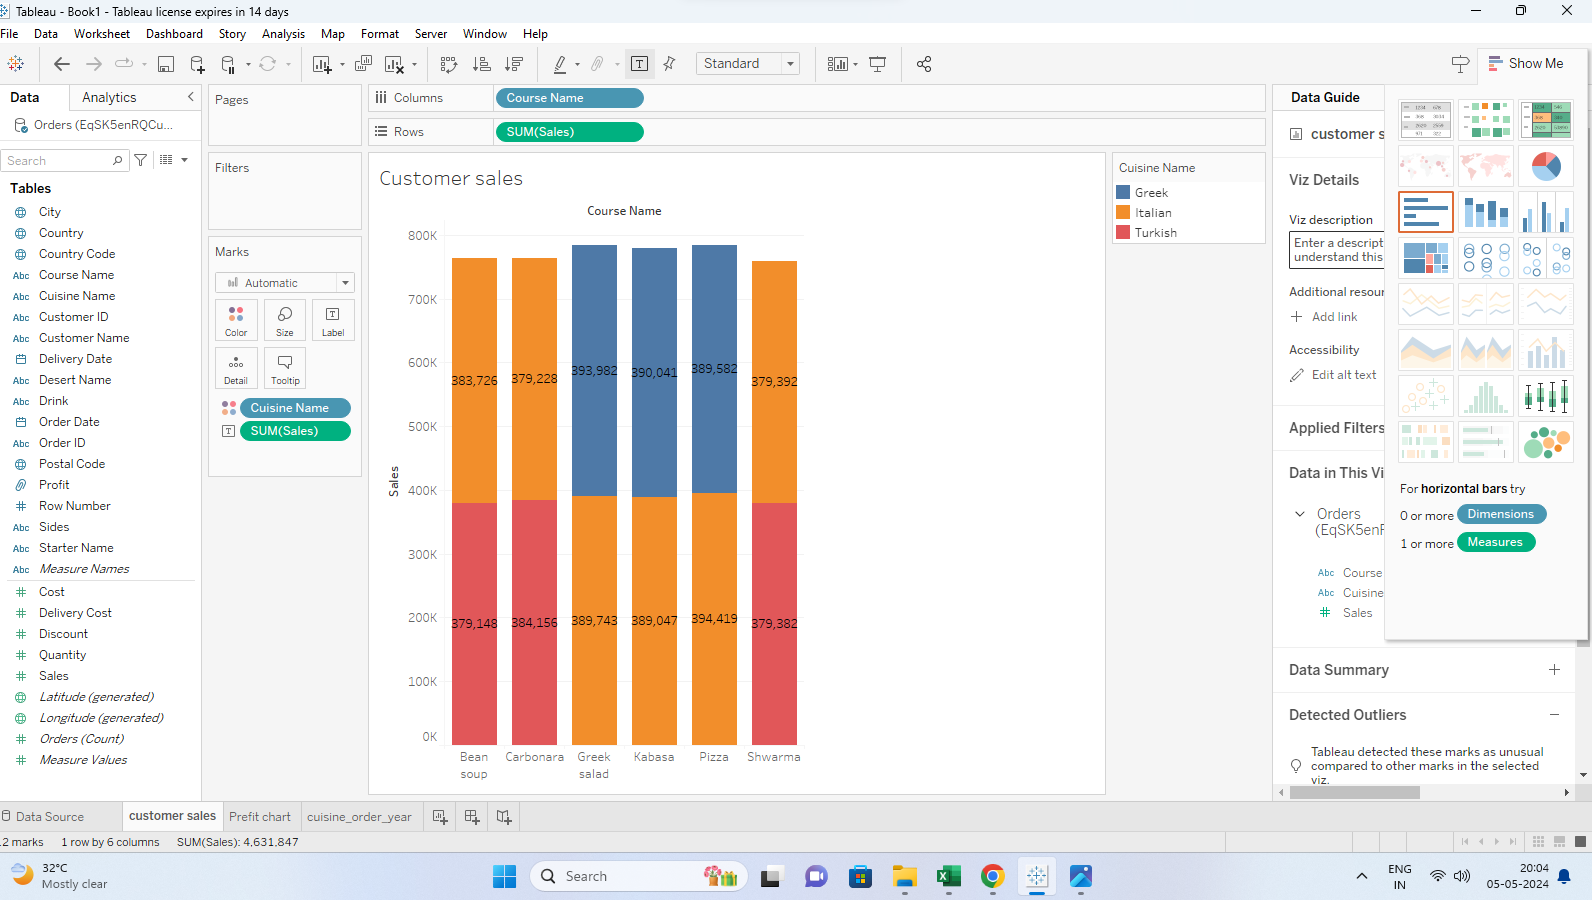 Tableau - Book1 - Tableau license expires in 14 days
File Data Worksheet Dashboard Story Analysis Map Format Server Window Help
Standard
Show Me
Data Analytics
Orders (EqSK5enRQCu...
Search
Tables
City
Country
Country Code
Abc Course Name
Abc Cuisine Name
Abc Customer ID
Abc Customer Name
Delivery Date
Abc Desert Name
Abc Drink
Order Date
Abc Order ID
Postal Code
Profit
Row Number
Abc Sides
Abc Starter Name
Abc Measure Names
Cost
Delivery Cost
Discount
Quantity
Sales
Latitude (generated)
Longitude (generated)
Orders (Count)
Measure Values
Pages
Filters
Marks
Automatic
Color Size Label
Detail Tooltip
Cuisine Name
SUM(Sales)
Columns Course Name
Rows SUM(Sales)
Customer sales
Course Name
Sales
800K
700K
600K
500K
400K
300K
200K
100K
0K
383,726 379,228 393,982 390,041 389,582 379,392
379,148 384,156 389,743 389,047 394,419 379,382
Bean soup Carbonara Greek salad Kabasa Pizza Shwarma
Cuisine Name
Greek
Italian
Turkish
Data Guide
customer s
Viz Details
Viz description
Enter a descript
understand this
Additional resour
+ Add link
Accessibility
Edit alt text
Applied Filters
Data in This Vi
Orders
(EqSK5enF
Abc Course
Abc Cuisine
# Sales
For horizontal bars try
0 or more Dimensions
1 or more Measures
Data Summary
Detected Outliers
Tableau detected these marks as unusual
compared to other marks in the selected
viz.
Data Source customer sales Prefit chart cuisine_order_year
.2 marks 1 row by 6 columns SUM(Sales): 4,631,847
32°C
Mostly clear
Search
ENG
IN
20:04
05-05-2024